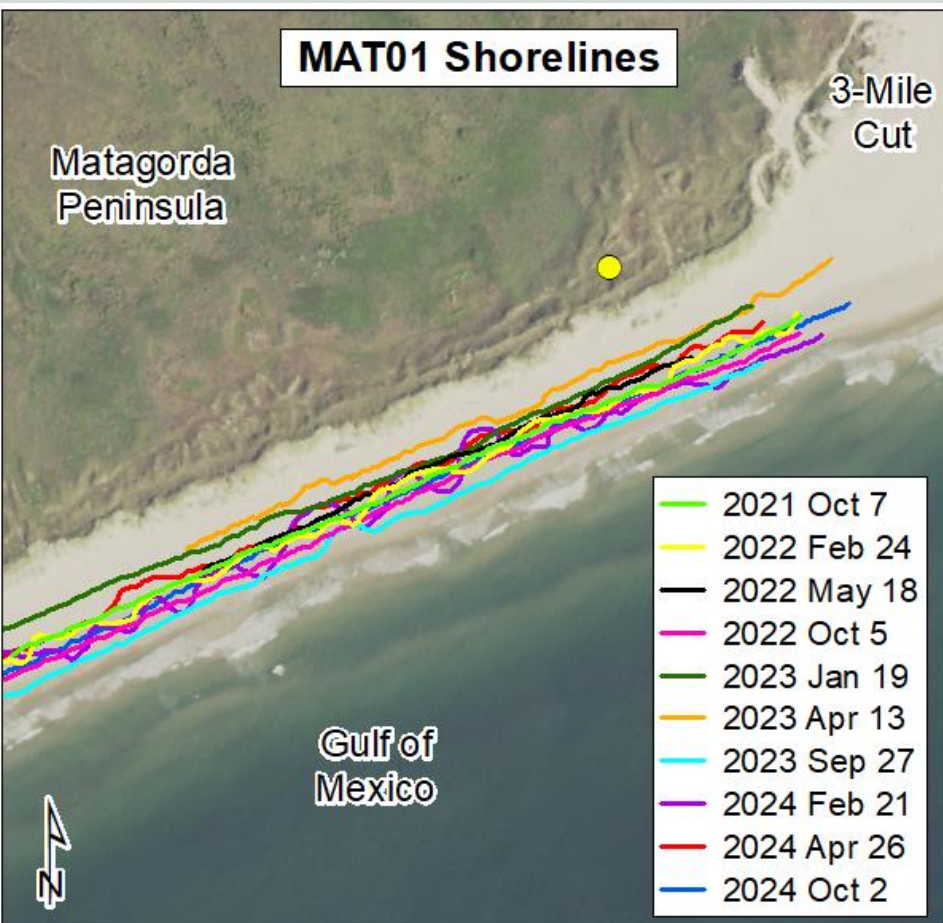 MAT01 Shorelines
3-Mile
Cut
Matagorda
Peninsula
2021 Oct 7
2022 Feb 24
2022 May 18
2022 Oct 5
2023 Jan 19
2023 Apr 13
2023 Sep 27
2024 Feb 21
2024 Apr 26
2024 Oct 2
Gulf of
Mexico
N